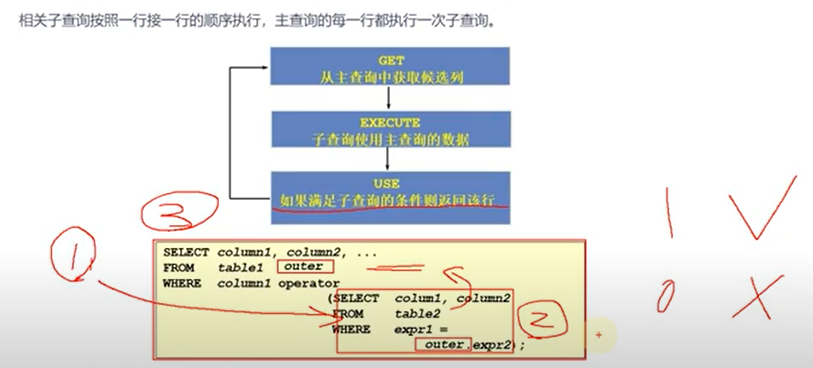 相关子查询按照一行接一行的顺序执行，主查询的每一行都执行一次子查询。
GET
从主查询中获取候选列
EXECUTE
子查询使用主查询的数据
USE
如果满足子查询的条件则返回该行
③
①
1 √
0 ×
SELECT column1, column2, ...
FROM table1 outer
WHERE column1 operator
(SELECT colum1, column2
FROM table2
WHERE expr1 =
outer.expr2);
②